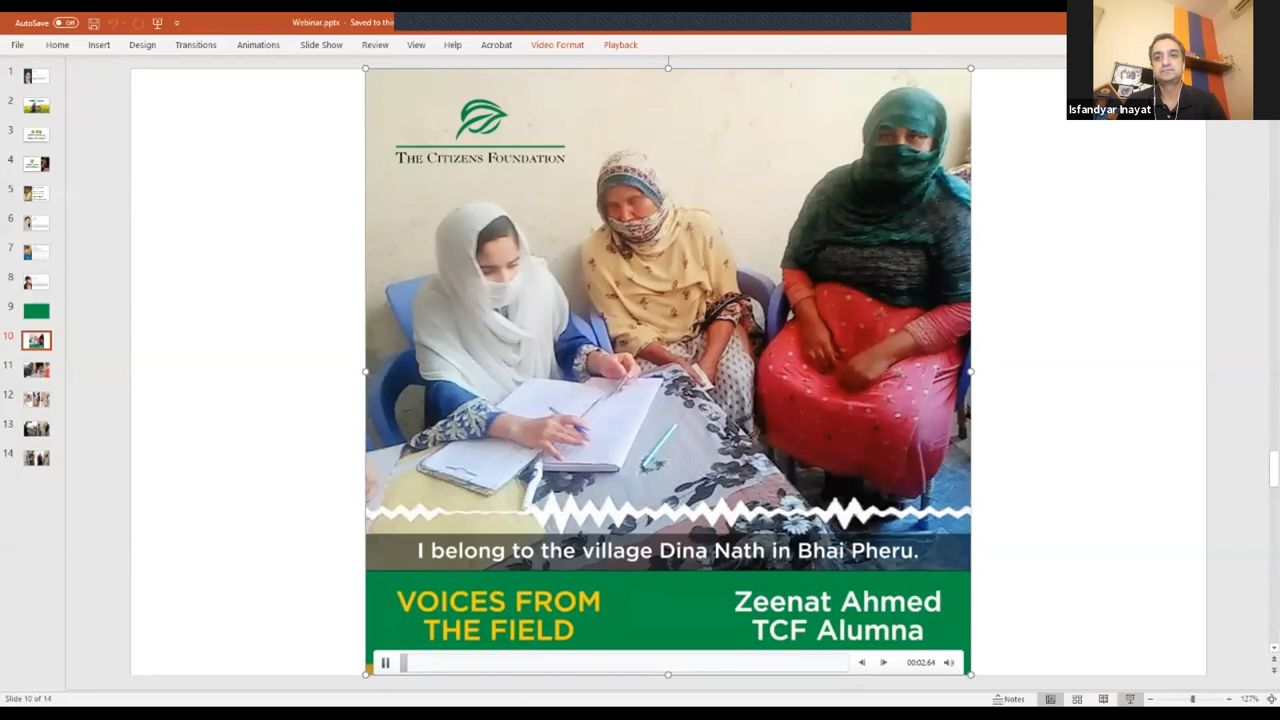 AutoSave Off
Webinar.pptx - Saved to this
File Home Insert Design Transitions Animations Slide Show Review View Help Acrobat Video Format Playback
1
2
3
4
5
6
7
8
9
10
11
12
13
14
THE CITIZENS FOUNDATION
Isfandyar Inayat
I belong to the village Dina Nath in Bhai Pheru.
VOICES FROM
THE FIELD
Zeenat Ahmed
TCF Alumna
00:02.64
Slide 10 of 14
Notes
127%